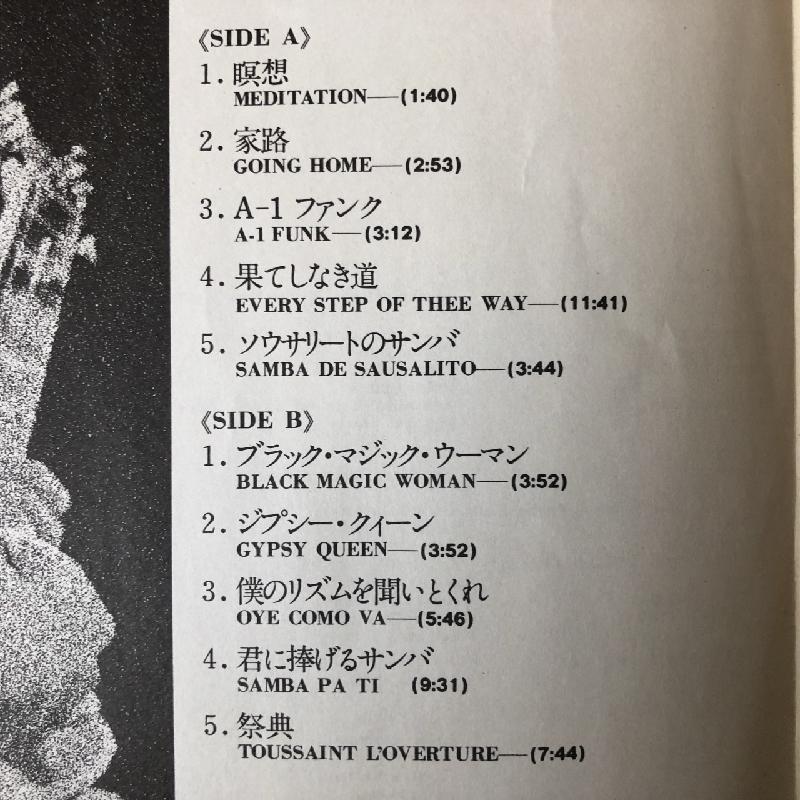 《SIDE A》
1. 瞑想
MEDITATION—(1:40)
2. 家路
GOING HOME—(2:53)
3. A-1 ファンク
A-1 FUNK—(3:12)
4. 果てしなき道
EVERY STEP OF THEE WAY—(11:41)
5. ソウサリートのサンバ
SAMBA DE SAUSALITO—(3:44)
《SIDE B》
1. ブラック・マジック・ウーマン
BLACK MAGIC WOMAN—(3:52)
2. ジプシー・クィーン
GYPSY QUEEN—(3:52)
3. 僕のリズムを聞いとくれ
OYE COMO VA—(5:46)
4. 君に捧げるサンバ
SAMBA PA TI (9:31)
5. 祭典
TOUSSAINT L'OVERTURE—(7:44)